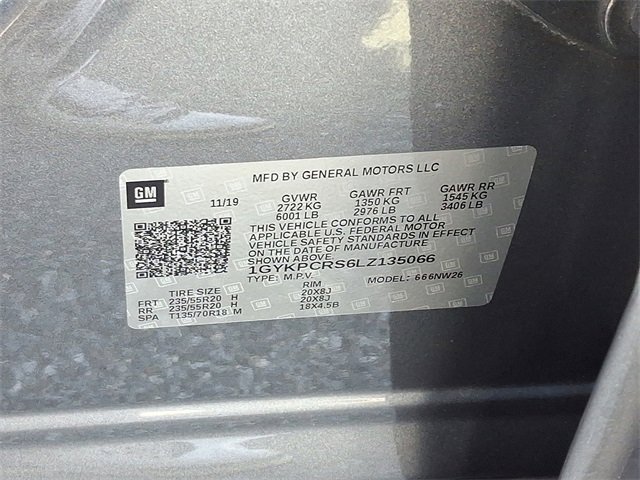 MFD BY GENERAL MOTORS LLC
GM
11/19 GVWR GAWR FRT GAWR RR
2722 KG 1350 KG 1545 KG
6001 LB 2976 LB 3406 LB
THIS VEHICLE CONFORMS TO ALL
APPLICABLE U.S. FEDERAL MOTOR
VEHICLE SAFETY STANDARDS IN EFFECT
ON THE DATE OF MANUFACTURE
SHOWN ABOVE.
1GYKPCRS6LZ135066
TYPE: M.P.V. MODEL: 666NW26
TIRE SIZE RIM
FRT 235/55R20 H 20X8J
RR 235/55R20 H 20X8J
SPA T135/70R18 M 18X4.5B